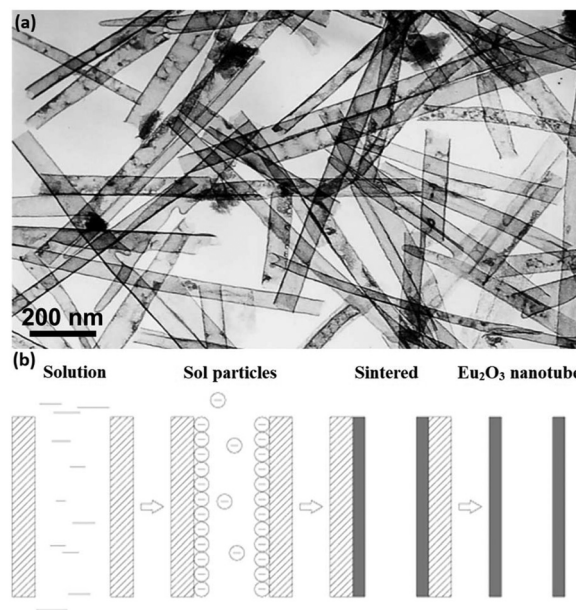 (a)
200 nm
(b)
Solution Sol particles Sintered Eu₂O₃ nanotube